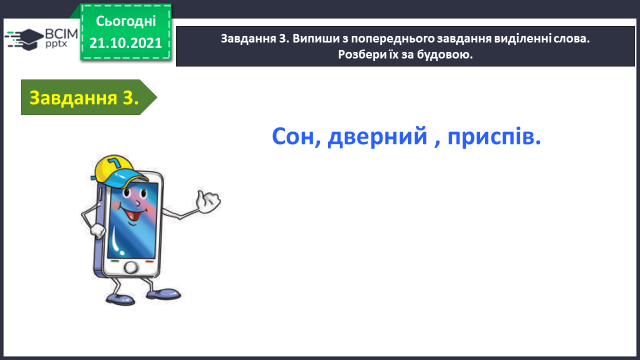 ВСІМ
pptx
Сьогодні
21.10.2021
Завдання 3. Випиши з попереднього завдання виділенні слова.
Розбери їх за будовою.
Завдання 3.
Сон, дверний , приспів.